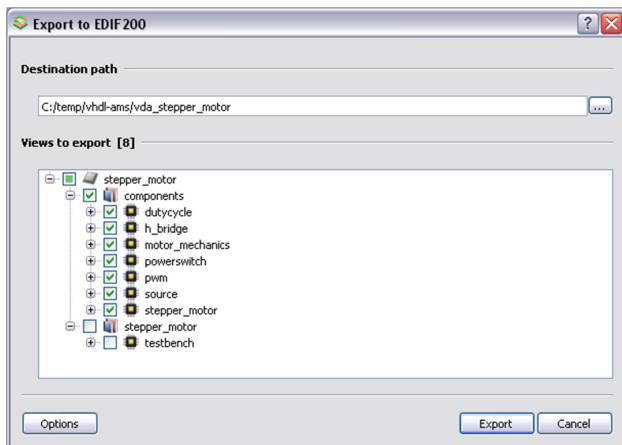 Export to EDIF200
Destination path
C:/temp/vhdl-ams/vda_stepper_motor
...
Views to export [8]
stepper_motor
components
dutycycle
h_bridge
motor_mechanics
powerswitch
pwm
source
stepper_motor
stepper_motor
testbench
Options
Export
Cancel